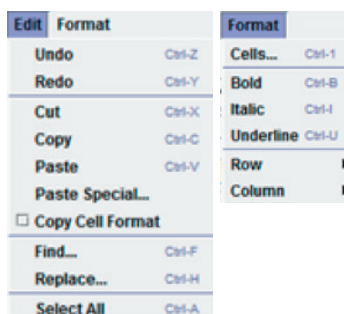 Edit Format
Undo Ctrl-Z
Redo Ctrl-Y
Cut Ctrl-X
Copy Ctrl-C
Paste Ctrl-V
Paste Special...
Copy Cell Format
Find... Ctrl-F
Replace... Ctrl-H
Select All Ctrl-A
Format
Cells... Ctrl-1
Bold Ctrl-B
Italic Ctrl-I
Underline Ctrl-U
Row
Column